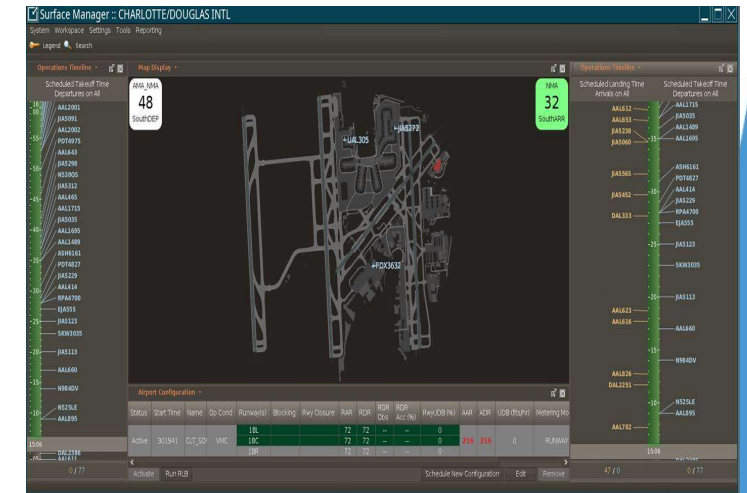 Surface Manager :: CHARLOTTE/DOUGLAS INTL
System Workspace Settings Tools Reporting
Legend Search
Operations Timeline
Scheduled Takeoff Time
Departures on All
AAL2001
JIA5091
AAL2002
PDT4975
AAL643
JIA5298
N538QS
JIA5312
AAL465
AAL1715
JIA5035
AAL1695
AAL1489
ASH6161
PDT4827
JIA5229
AAL414
RPA4700
EJA555
JIA5123
SKW3035
JIA5113
AAL660
N984DV
N525LE
AAL895
15:06
DAL2386
AAL611
0 / 77
Map Display
AMA_NMA
48
SouthDEP
NMA
32
SouthARR
UAL305
JIA5272
FDX3632
Airport Configuration
Status Start Time Name Op Cond Runway(s) Blocking Rwy Closure RAR RDR RDR Obs RDR Acc (%) RwyUDB (%) AAR ADR UDB (flts/hr) Metering Mo
18L 72 72 -- -- 0
Active 301941 CLT_SO VMC 18C 72 72 -- -- 0 216 216 0 RUNWAY
18R 72 72 -- -- 0
Activate Run RLB Schedule New Configuration Edit Remove
Operations Timeline
Scheduled Landing Time
Arrivals on All
Scheduled Takeoff Time
Departures on All
AAL612
AAL653
JIA5238
JIA5060
JIA5565
JIA5452
DAL333
AAL623
AAL616
AAL826
DAL2251
AAL782
AAL1715
JIA5035
AAL1489
AAL1695
ASH6161
PDT4827
AAL414
JIA5229
RPA4700
EJA555
JIA5123
SKW3035
JIA5113
AAL660
N984DV
N525LE
AAL895
15:06
47 / 0
0 / 77